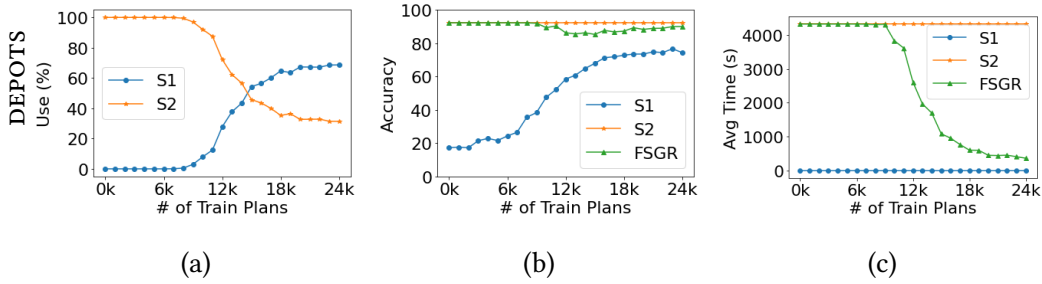 DEPOTS
Use (%)
100
80
60
40
20
0
S1
S2
0k 6k 12k 18k 24k
# of Train Plans
(a)
Accuracy
100
80
60
40
20
0
S1
S2
FSGR
0k 6k 12k 18k 24k
# of Train Plans
(b)
Avg Time (s)
4000
3000
2000
1000
0
S1
S2
FSGR
0k 6k 12k 18k 24k
# of Train Plans
(c)